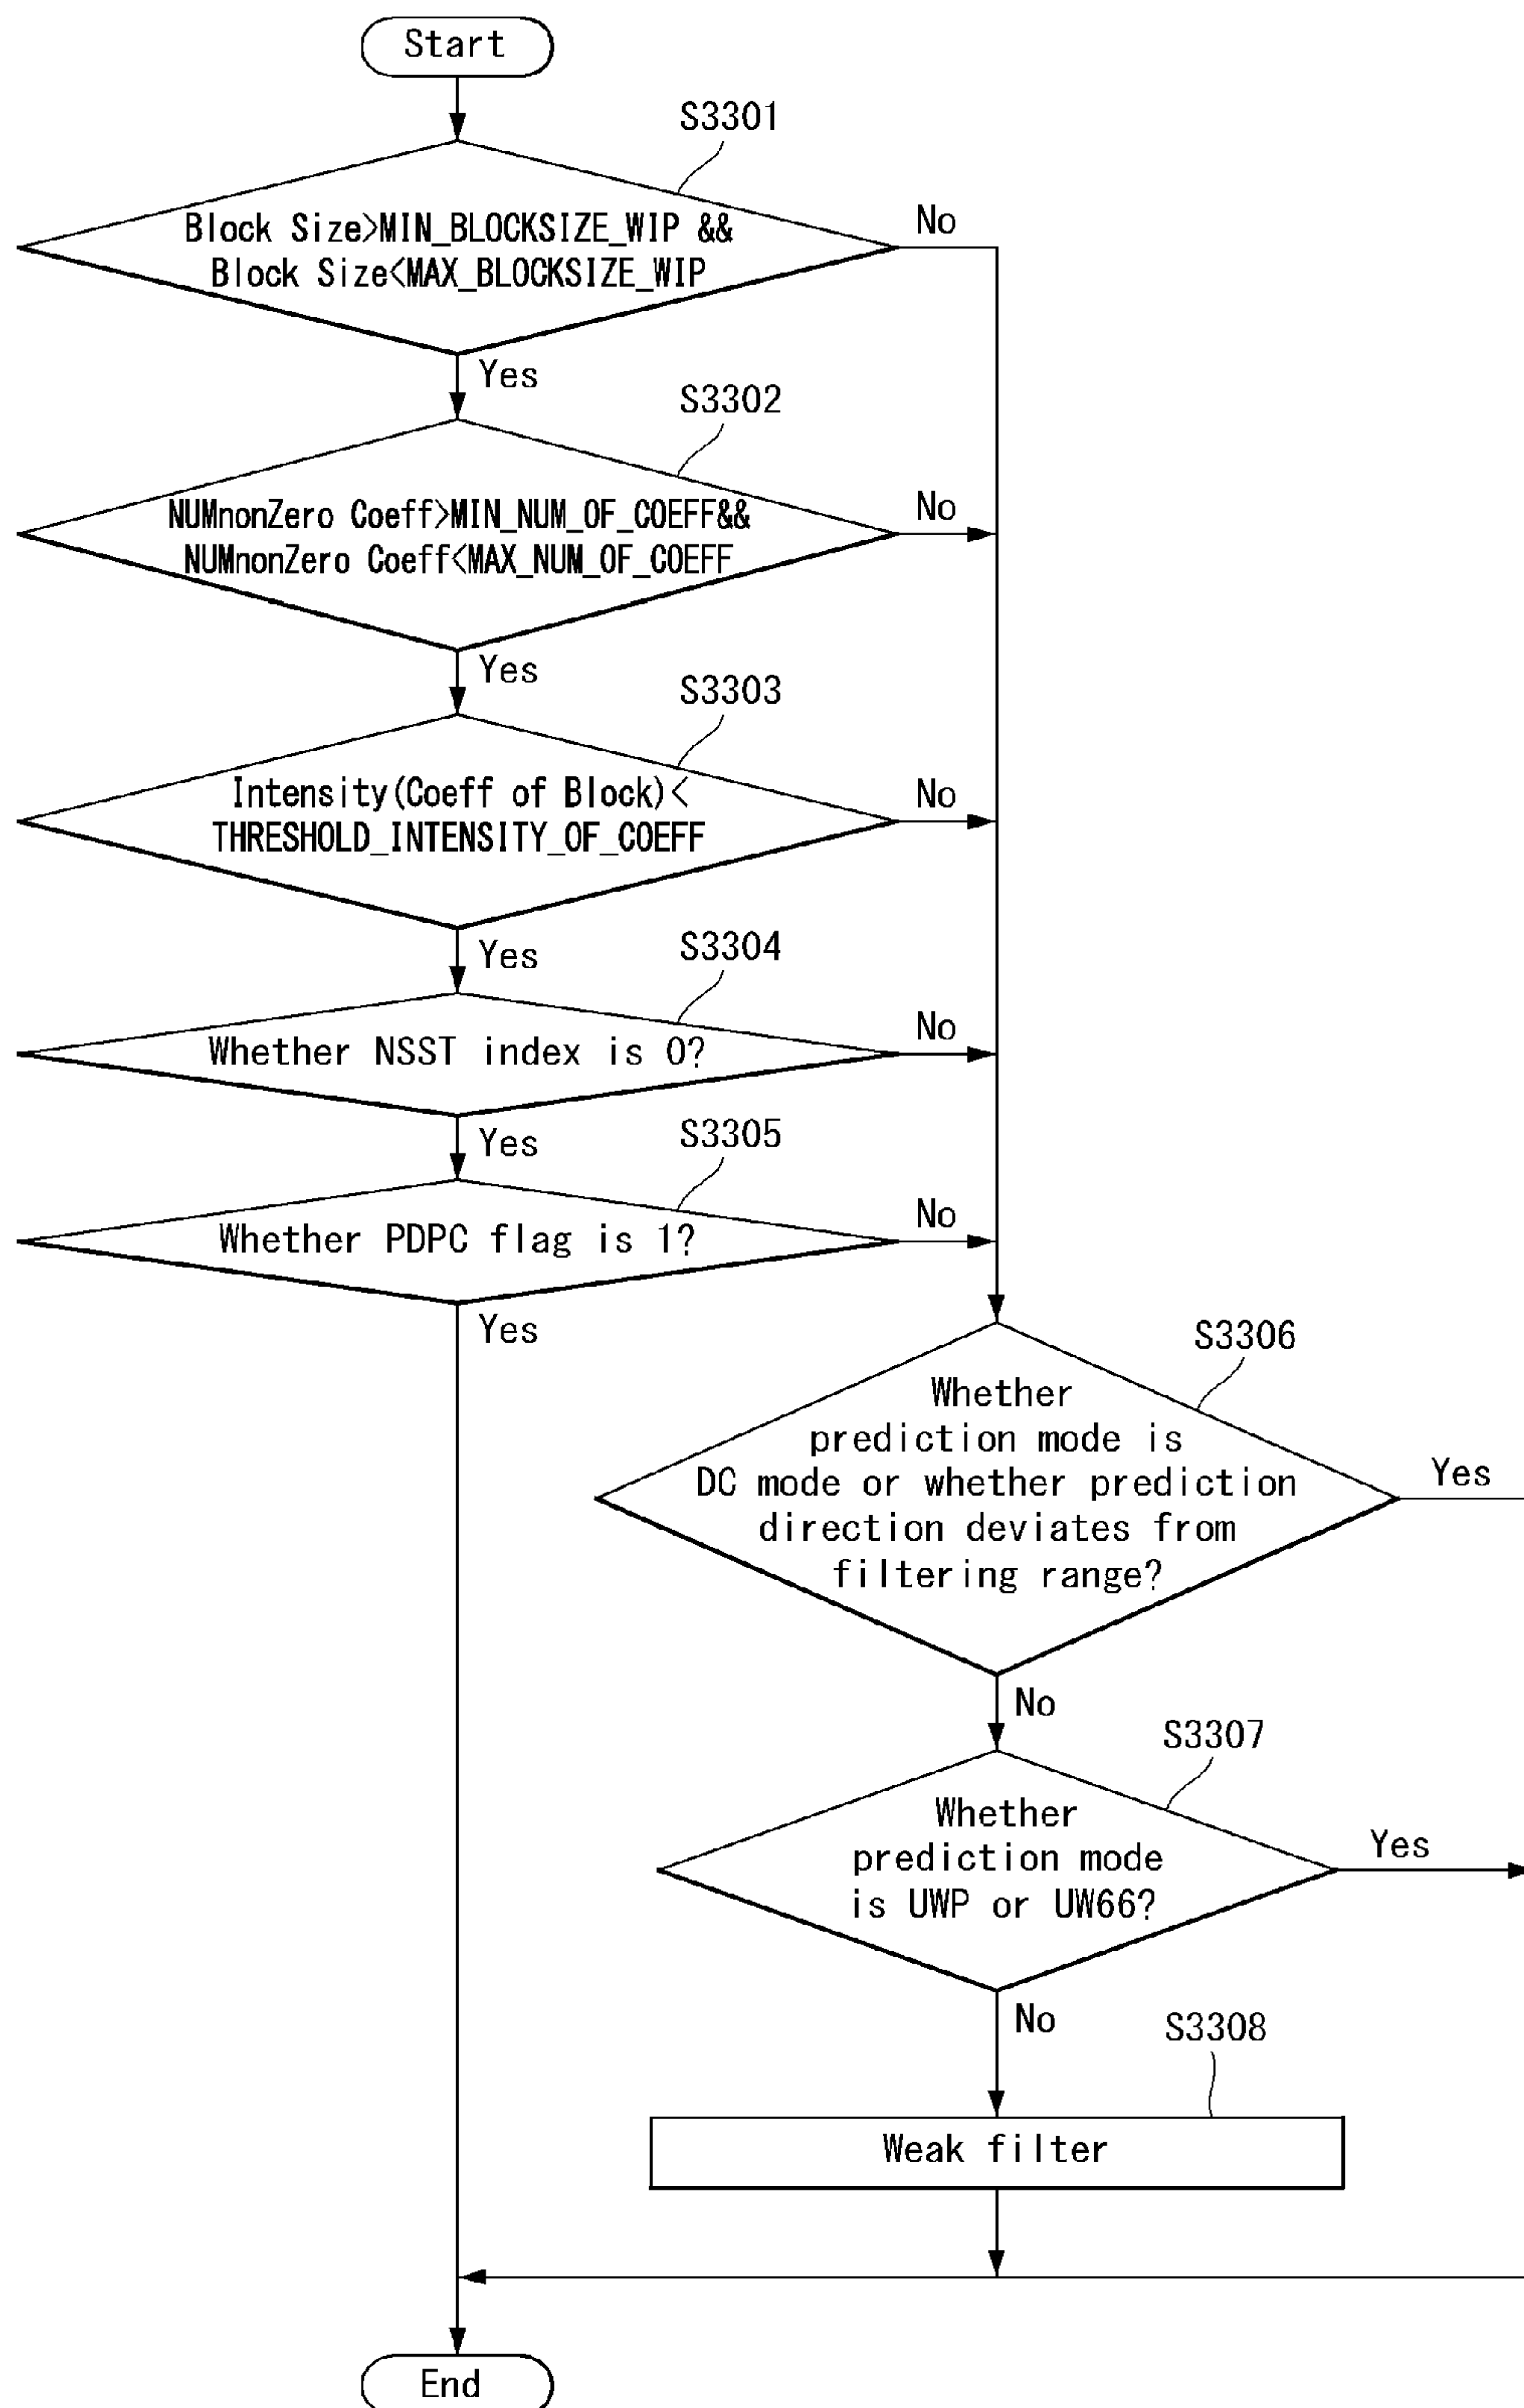 Start
S3301
Block Size>MIN_BLOCKSIZE_WIP &&
Block Size<MAX_BLOCKSIZE_WIP
No
Yes
S3302
NUMnonZero Coeff>MIN_NUM_OF_COEFF&&
NUMnonZero Coeff<MAX_NUM_OF_COEFF
No
Yes
S3303
Intensity(Coeff of Block)<
THRESHOLD_INTENSITY_OF_COEFF
No
Yes
S3304
Whether NSST index is 0?
No
Yes
S3305
Whether PDPC flag is 1?
No
Yes
S3306
Whether
prediction mode is
DC mode or whether prediction
direction deviates from
filtering range?
Yes
No
S3307
Whether
prediction mode
is UWP or UW66?
Yes
No
S3308
Weak filter
End